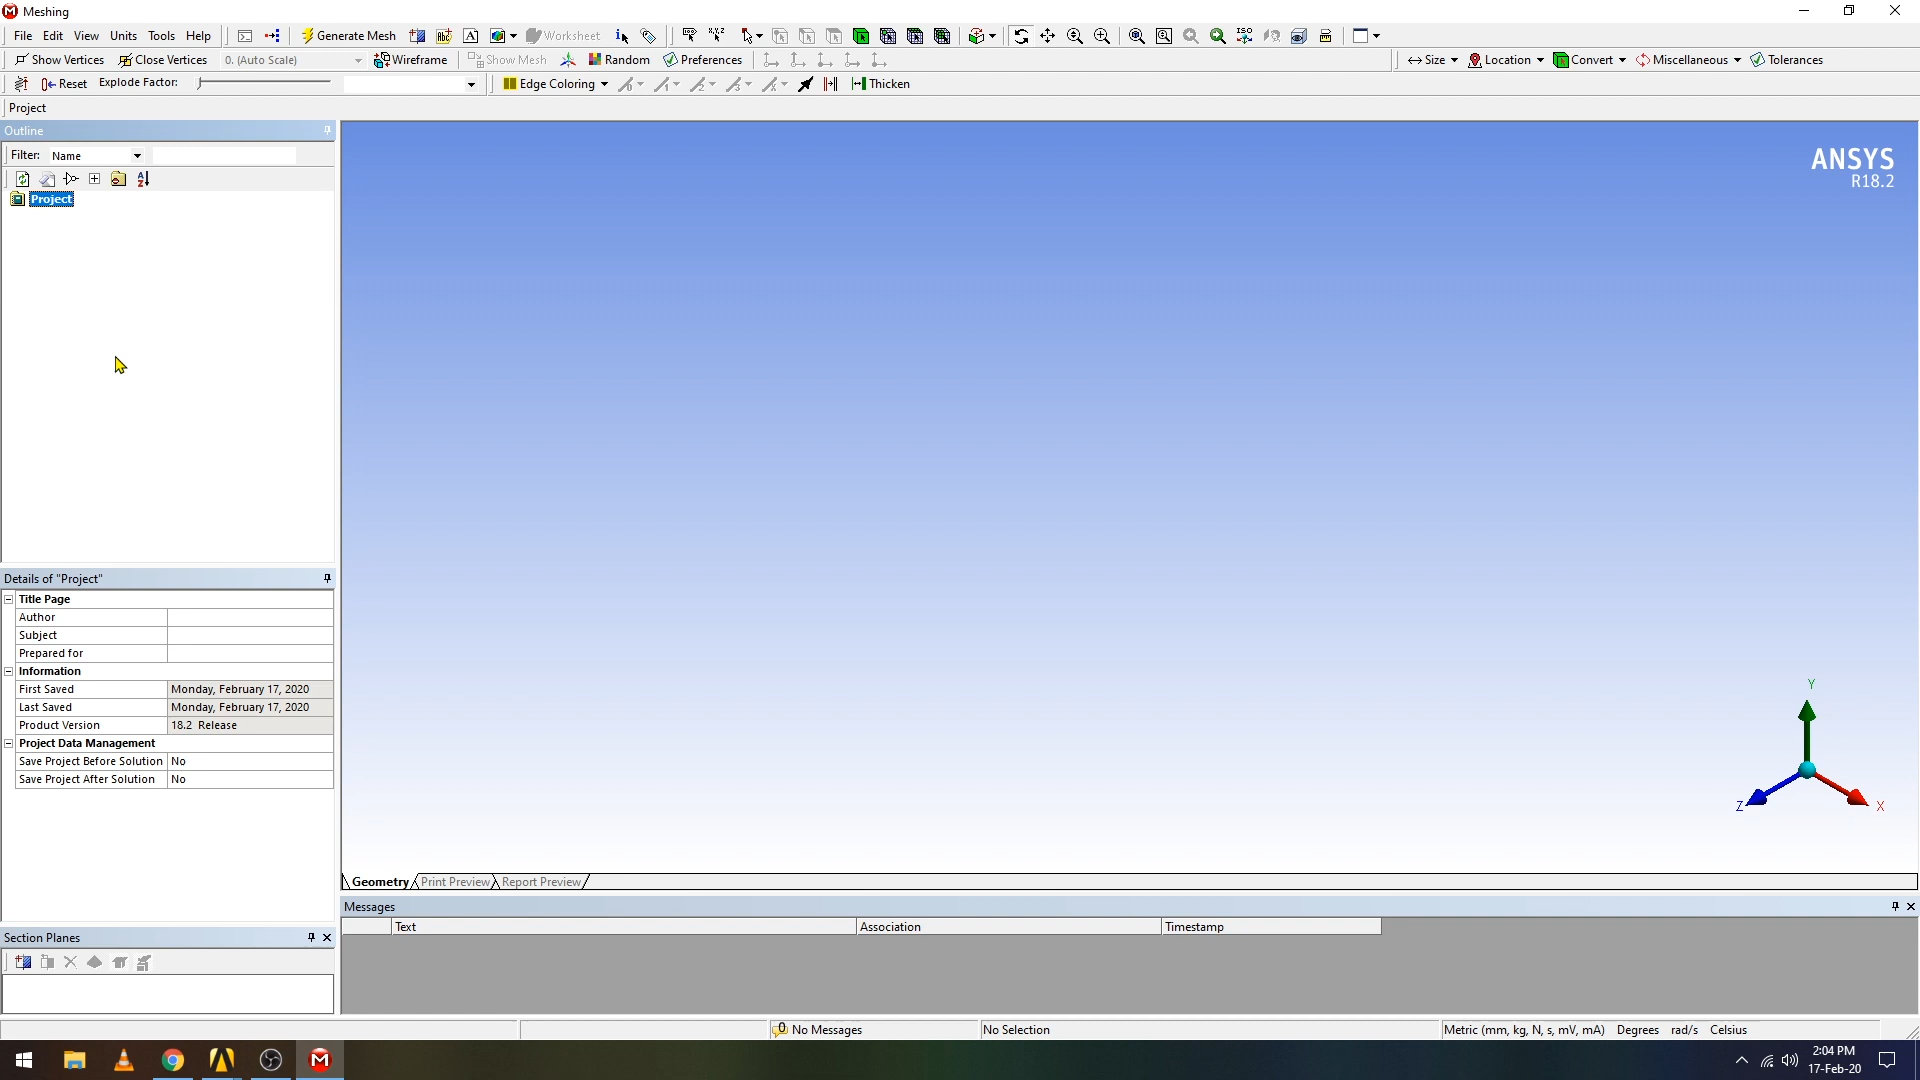 Meshing
File Edit View Units Tools Help Generate Mesh Worksheet
Show Vertices Close Vertices 0. (Auto Scale) Wireframe Show Mesh Random Preferences Size Location Convert Miscellaneous Tolerances
Reset Explode Factor: Edge Coloring Thicken
Project
Outline
Filter: Name
Project
ANSYS
R18.2
Details of "Project"
Title Page
Author
Subject
Prepared for
Information
First Saved Monday, February 17, 2020
Last Saved Monday, February 17, 2020
Product Version 18.2 Release
Project Data Management
Save Project Before Solution No
Save Project After Solution No
Y
Z X
Geometry Print Preview Report Preview
Messages
Text Association Timestamp
Section Planes
0 No Messages No Selection Metric (mm, kg, N, s, mV, mA) Degrees rad/s Celsius
2:04 PM
17-Feb-20